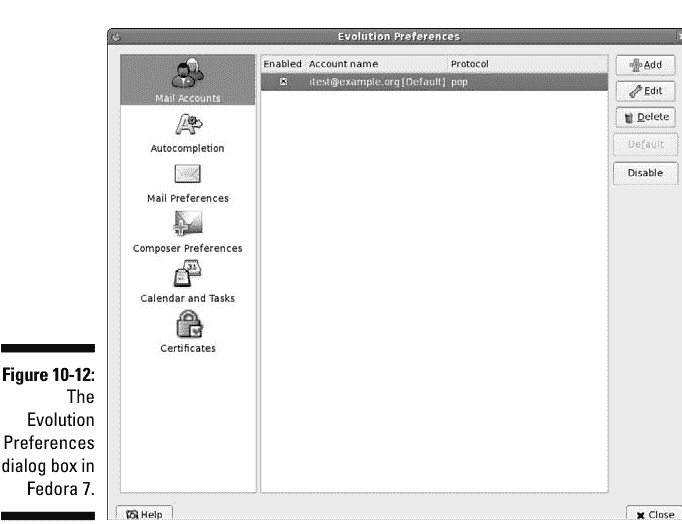 Evolution Preferences
Enabled Account name Protocol
itest@example.org [Default] pop
Mail Accounts
Autocompletion
Mail Preferences
Composer Preferences
Calendar and Tasks
Certificates
Add
Edit
Delete
Default
Disable
Help
Close
Figure 10-12:
The
Evolution
Preferences
dialog box in
Fedora 7.